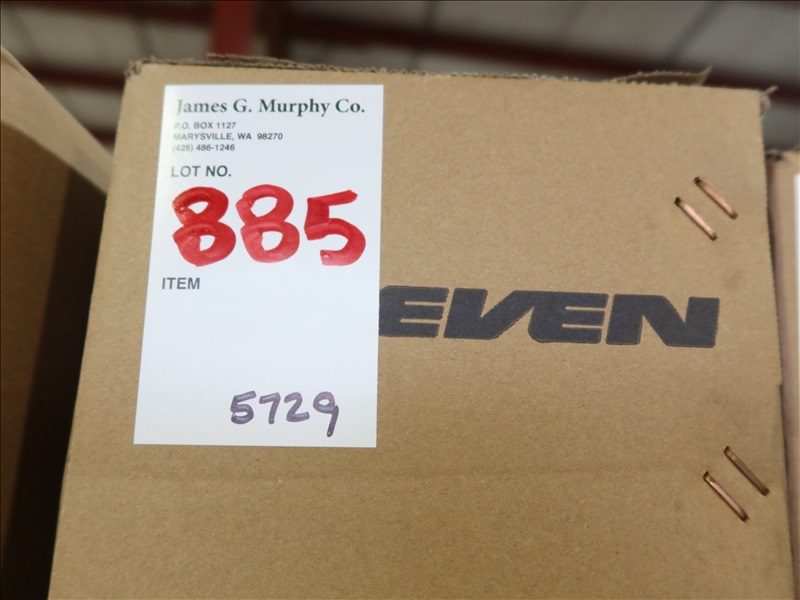 James G. Murphy Co.
P.O. BOX 1127
MARYSVILLE, WA 98270
(425) 486-1246
LOT NO.
885
EVEN
ITEM
5729